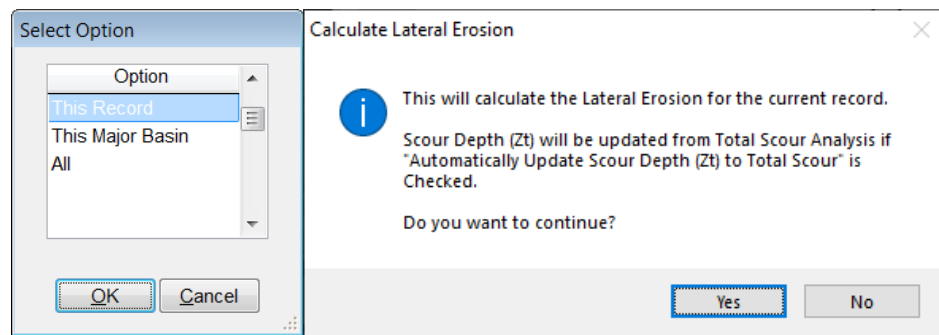 Select Option
Option
This Record
This Major Basin
All
OK
Cancel
Calculate Lateral Erosion
This will calculate the Lateral Erosion for the current record.
Scour Depth (Zt) will be updated from Total Scour Analysis if
"Automatically Update Scour Depth (Zt) to Total Scour" is
Checked.
Do you want to continue?
Yes
No